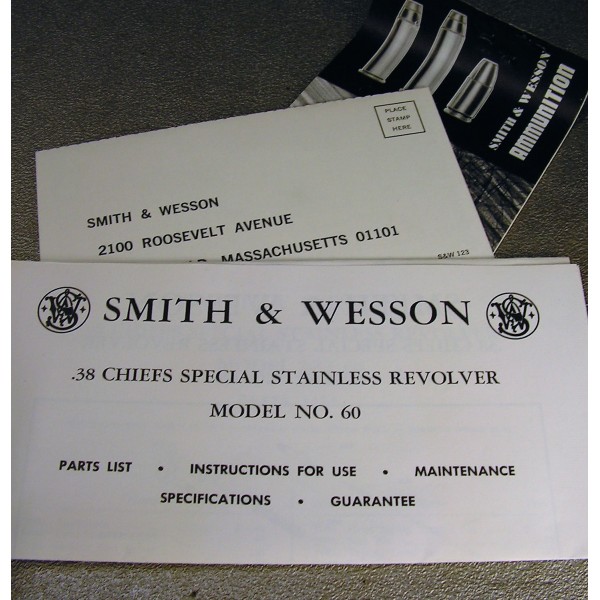 SMITH & WESSON
AMMUNITION
PLACE
STAMP
HERE
SMITH & WESSON
2100 ROOSEVELT AVENUE
MASSACHUSETTS 01101
S&W 123
SMITH & WESSON
.38 CHIEFS SPECIAL STAINLESS REVOLVER
MODEL NO. 60
PARTS LIST • INSTRUCTIONS FOR USE • MAINTENANCE
SPECIFICATIONS • GUARANTEE